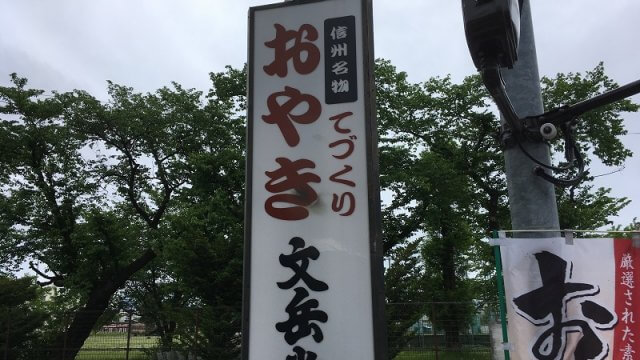 信州名物
おやき
てづくり
文岳
厳選された
お